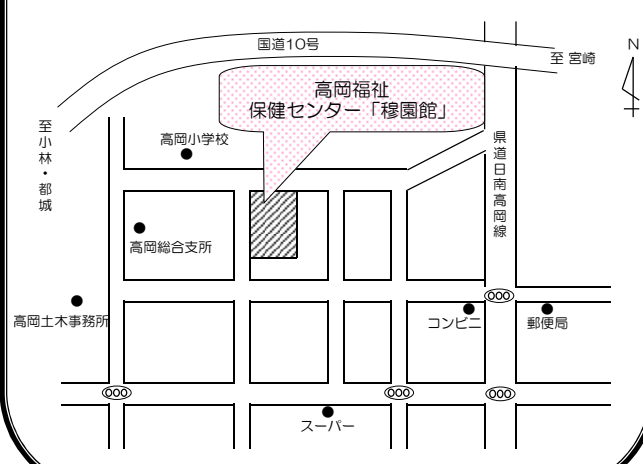 国道10号
至 宮崎
N
高岡福祉
保健センター「穆園館」
至小林・都城
高岡小学校
県道日南高岡線
高岡総合支所
高岡土木事務所
コンビニ
郵便局
スーパー